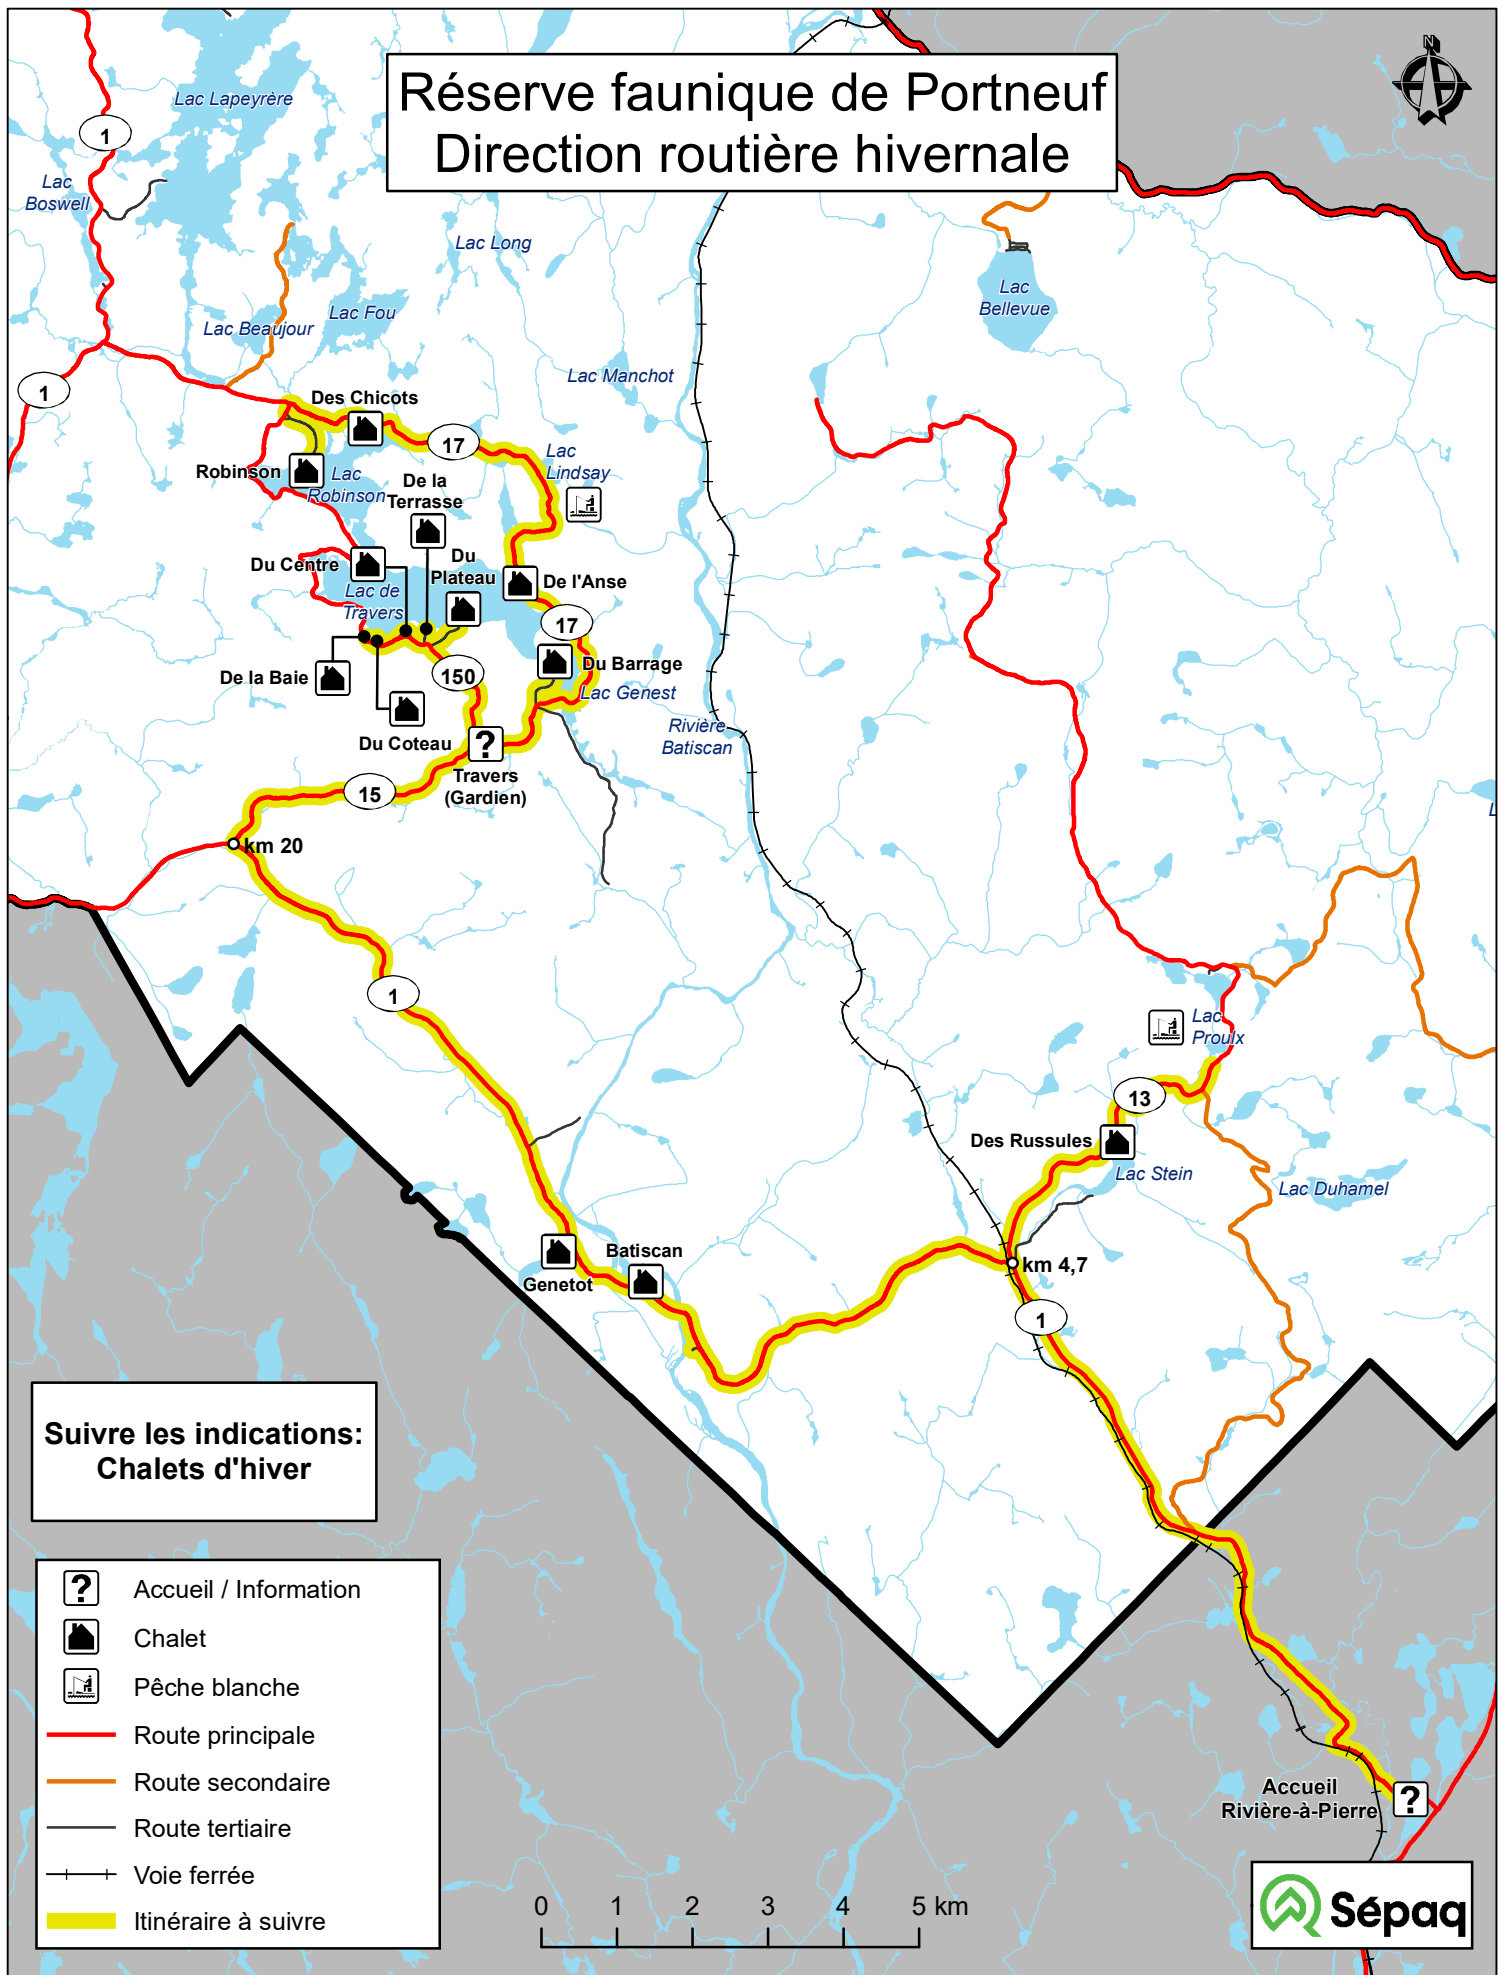 N
Réserve faunique de Portneuf
Direction routière hivernale
Lac Lapeyrère
1
Lac
Boswell
Lac Long
Lac
Bellevue
Lac Fou
Lac Beaujour
Lac Manchot
1
Des Chicots
17
Lac
Lindsay
Robinson
Lac
Robinson
De la
Terrasse
Du Centre
Du
Plateau
De l'Anse
Lac de
Travers
17
De la Baie
150
Du Barrage
Lac Genest
Du Coteau
?
Rivière
Batiscan
Travers
(Gardien)
15
L
km 20
1
Lac
Proulx
13
Des Russules
Lac Stein
Lac Duhamel
Genetot
Batiscan
km 4,7
1
Suivre les indications:
Chalets d'hiver
? Accueil / Information
Chalet
Pêche blanche
Route principale
Route secondaire
Route tertiaire
Voie ferrée
Itinéraire à suivre
Accueil
Rivière-à-Pierre
?
0 1 2 3 4 5 km
Sépaq